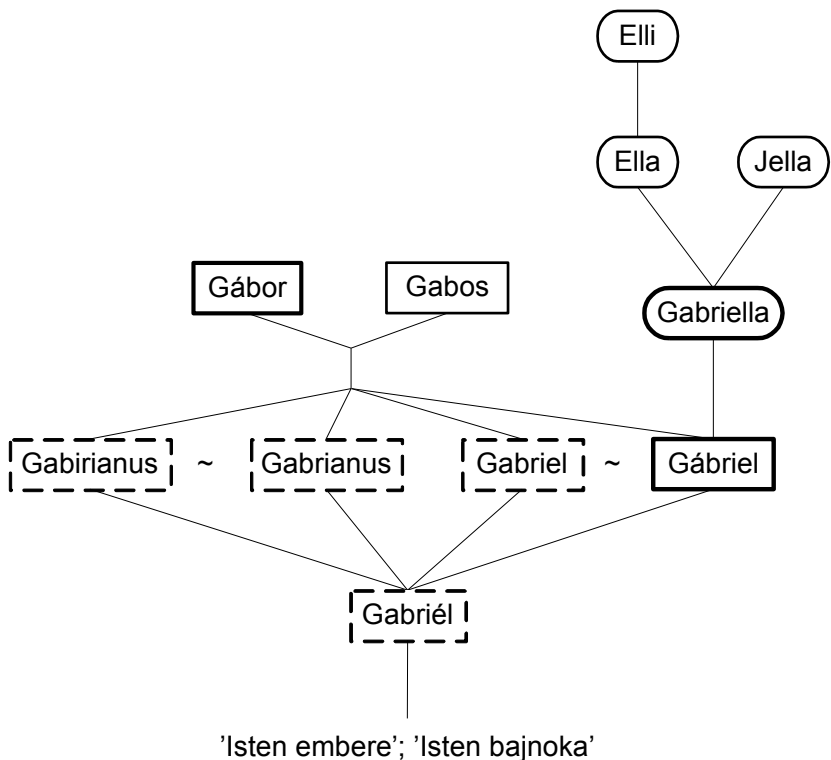 Elli
Ella Jella
Gábor Gabos
Gabriella
Gabirianus ~ Gabrianus Gabriel ~ Gábriel
Gabriél
’Isten embere’; ’Isten bajnoka’